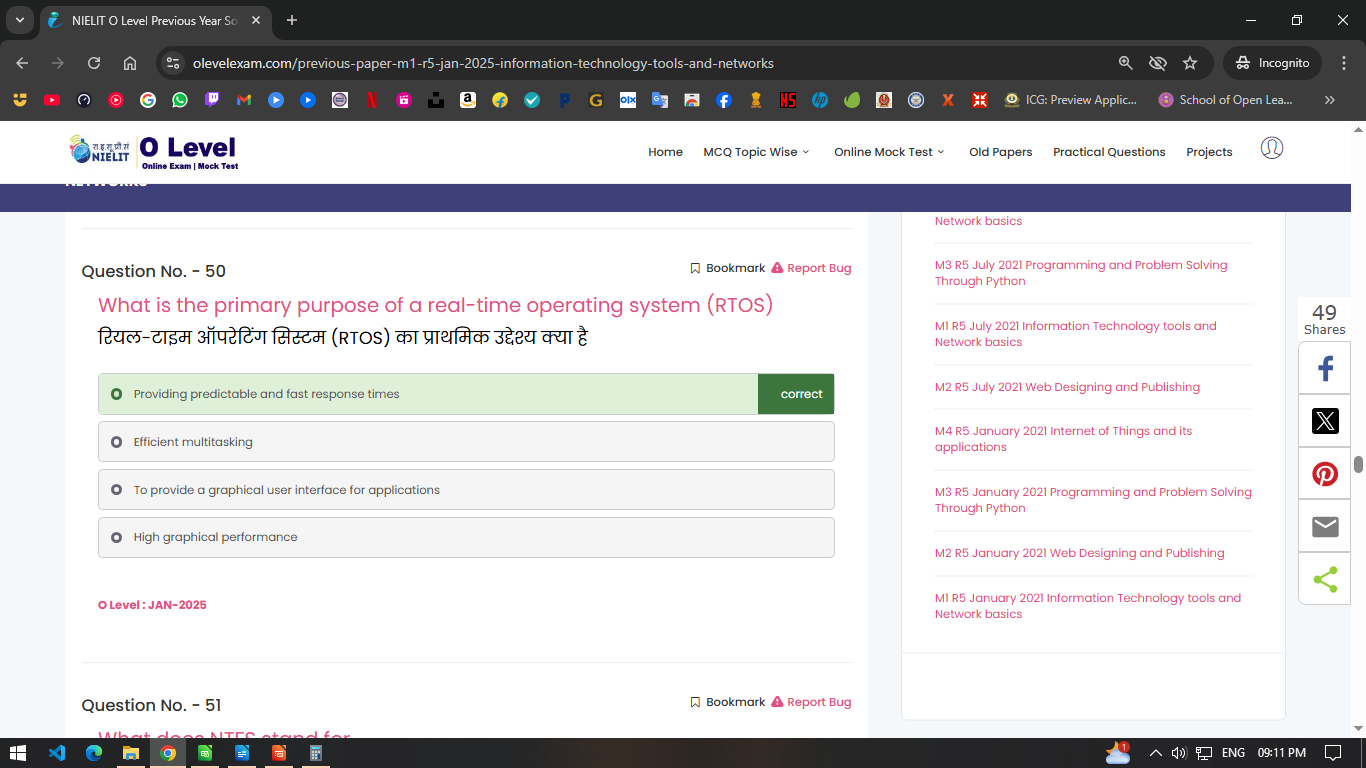 NIELIT O Level Previous Year So
olevelexam.com/previous-paper-m1-r5-jan-2025-information-technology-tools-and-networks
Incognito
ICG: Preview Applic...
School of Open Lea...
NIELIT
O Level
Online Exam | Mock Test
Home
MCQ Topic Wise
Online Mock Test
Old Papers
Practical Questions
Projects
NETWORKS
Question No. - 50
Bookmark
Report Bug
What is the primary purpose of a real-time operating system (RTOS)
रियल-टाइम ऑपरेटिंग सिस्टम (RTOS) का प्राथमिक उद्देश्य क्या है
Providing predictable and fast response times
correct
Efficient multitasking
To provide a graphical user interface for applications
High graphical performance
O Level : JAN-2025
Question No. - 51
Bookmark
Report Bug
What does NTFS stand for
Network basics
M3 R5 July 2021 Programming and Problem Solving
Through Python
M1 R5 July 2021 Information Technology tools and
Network basics
M2 R5 July 2021 Web Designing and Publishing
M4 R5 January 2021 Internet of Things and its
applications
M3 R5 January 2021 Programming and Problem Solving
Through Python
M2 R5 January 2021 Web Designing and Publishing
M1 R5 January 2021 Information Technology tools and
Network basics
49
Shares
1
ENG
09:11 PM